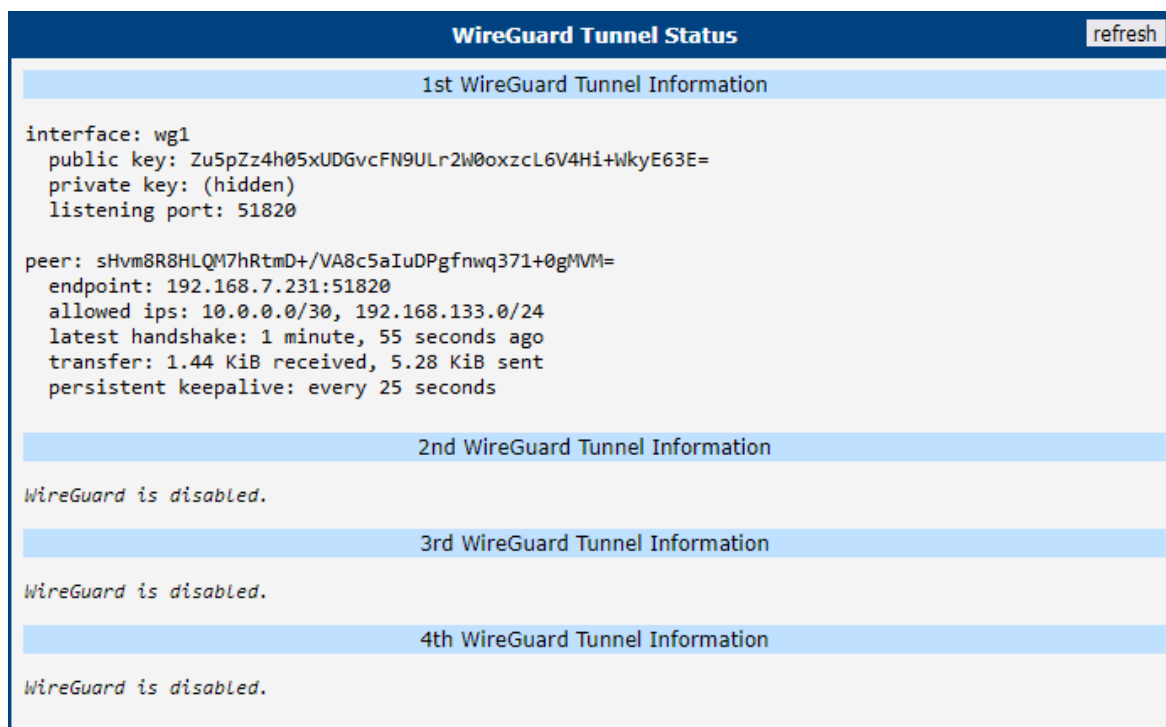 WireGuard Tunnel Status
refresh
1st WireGuard Tunnel Information
interface: wg1
public key: Zu5pZz4h05xUDGvcFN9ULr2W0oxzcL6V4Hi+WkyE63E=
private key: (hidden)
listening port: 51820
peer: sHvm8R8HLQM7hRtmD+/VA8c5aIuDPgfnwq371+0gMVM=
endpoint: 192.168.7.231:51820
allowed ips: 10.0.0.0/30, 192.168.133.0/24
latest handshake: 1 minute, 55 seconds ago
transfer: 1.44 KiB received, 5.28 KiB sent
persistent keepalive: every 25 seconds
2nd WireGuard Tunnel Information
WireGuard is disabled.
3rd WireGuard Tunnel Information
WireGuard is disabled.
4th WireGuard Tunnel Information
WireGuard is disabled.